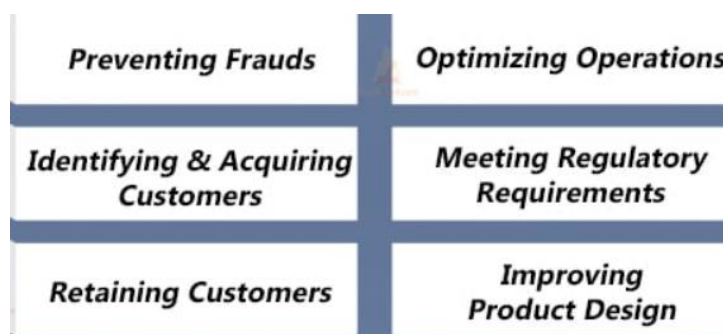 Preventing Frauds
Optimizing Operations
Identifying & Acquiring
Customers
Meeting Regulatory
Requirements
Retaining Customers
Improving
Product Design